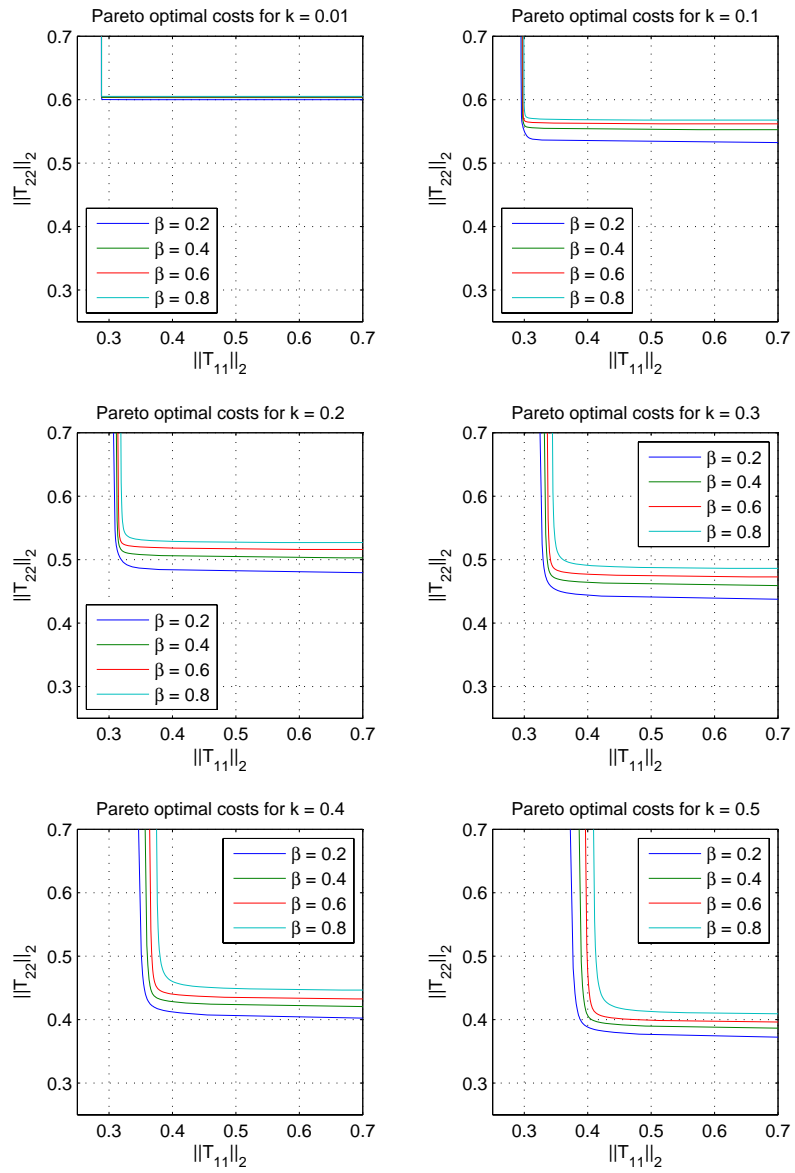 Pareto optimal costs for k = 0.01
0.7
0.6
0.5
0.4
0.3
||T22||2
β = 0.2
β = 0.4
β = 0.6
β = 0.8
0.3 0.4 0.5 0.6 0.7
||T11||2
Pareto optimal costs for k = 0.1
0.7
0.6
0.5
0.4
0.3
||T22||2
β = 0.2
β = 0.4
β = 0.6
β = 0.8
0.3 0.4 0.5 0.6 0.7
||T11||2
Pareto optimal costs for k = 0.2
0.7
0.6
0.5
0.4
0.3
||T22||2
β = 0.2
β = 0.4
β = 0.6
β = 0.8
0.3 0.4 0.5 0.6 0.7
||T11||2
Pareto optimal costs for k = 0.3
0.7
0.6
0.5
0.4
0.3
||T22||2
β = 0.2
β = 0.4
β = 0.6
β = 0.8
0.3 0.4 0.5 0.6 0.7
||T11||2
Pareto optimal costs for k = 0.4
0.7
0.6
0.5
0.4
0.3
||T22||2
β = 0.2
β = 0.4
β = 0.6
β = 0.8
0.3 0.4 0.5 0.6 0.7
||T11||2
Pareto optimal costs for k = 0.5
0.7
0.6
0.5
0.4
0.3
||T22||2
β = 0.2
β = 0.4
β = 0.6
β = 0.8
0.3 0.4 0.5 0.6 0.7
||T11||2